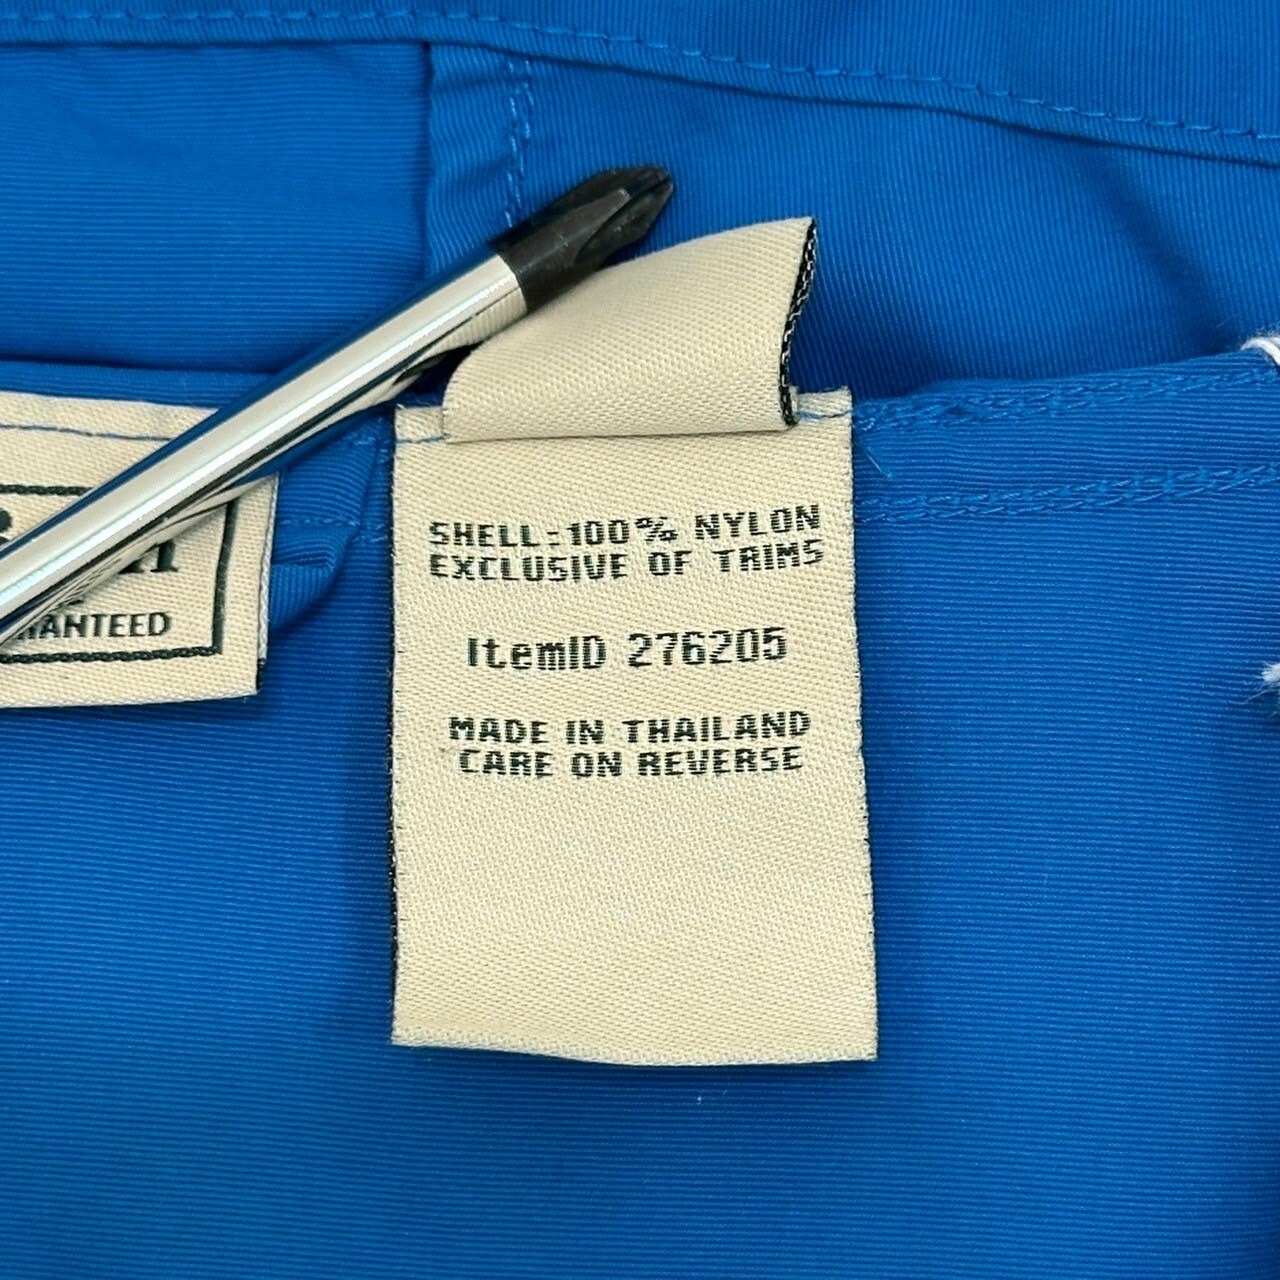 SHELL:100% NYLON
EXCLUSIVE OF TRIMS
ItemID 276205
MADE IN THAILAND
CARE ON REVERSE